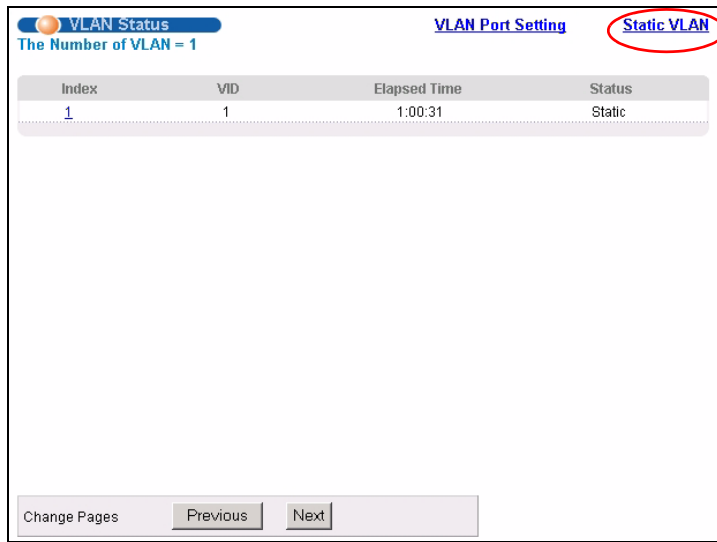 VLAN Status VLAN Port Setting Static VLAN
The Number of VLAN = 1
Index VID Elapsed Time Status
1 1 1:00:31 Static
Change Pages Previous Next